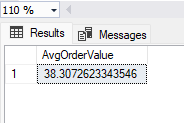 110 %
Results Messages
AvgOrderValue
1 38.3072623343546